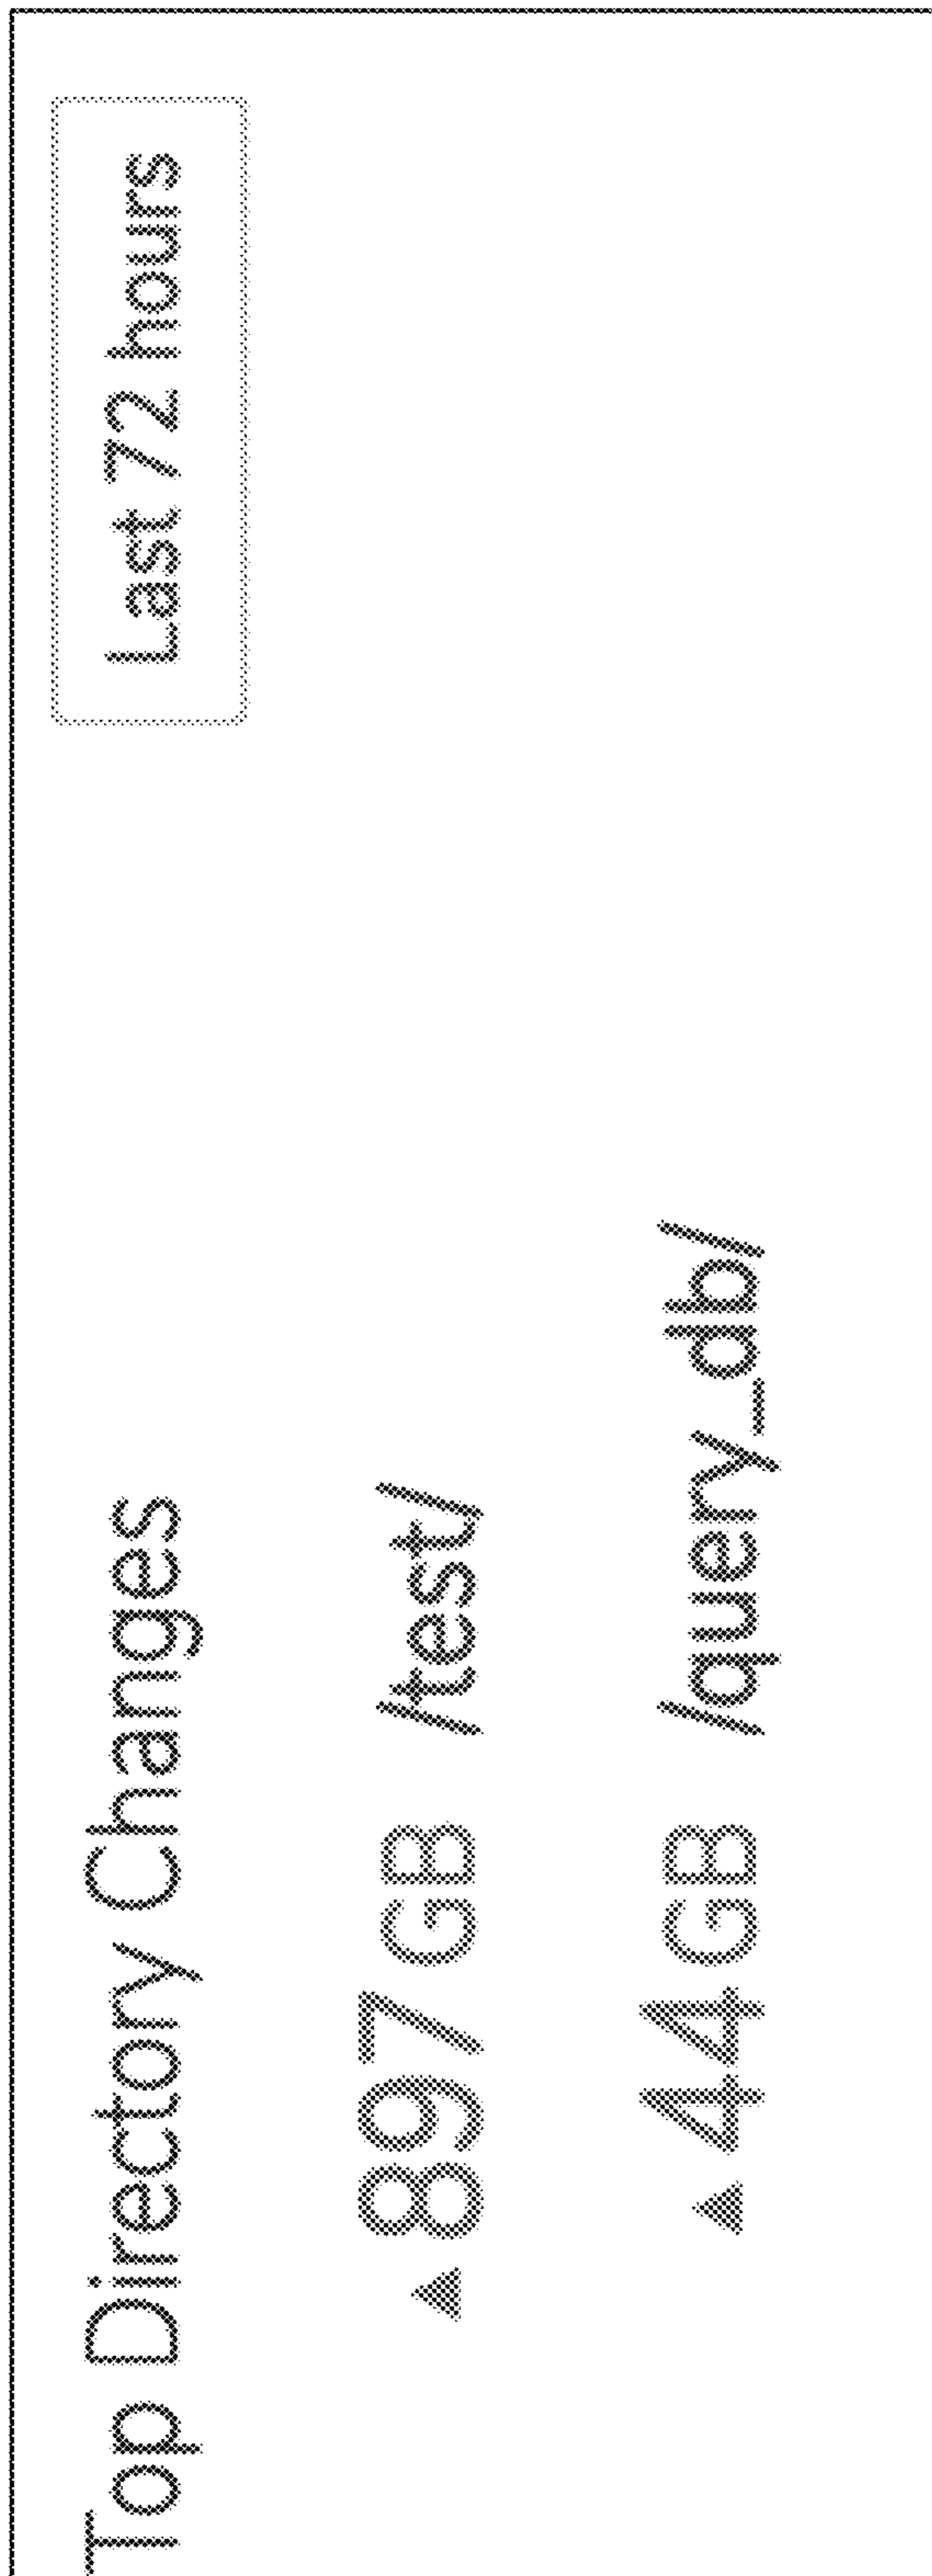 Top Directory Changes Last 72 hours
▲ 897 GB /test/
▲ 44 GB /query_db/